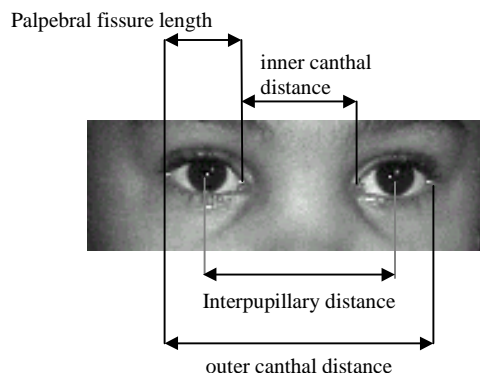 Palpebral fissure length
inner canthal
distance
Interpupillary distance
outer canthal distance